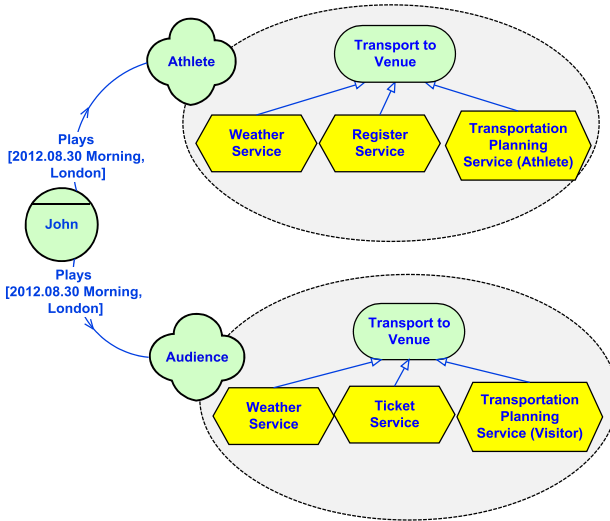 Athlete
Transport to
Venue
Weather
Service
Register
Service
Transportation
Planning
Service (Athlete)
Plays
[2012.08.30 Morning,
London]
John
Plays
[2012.08.30 Morning,
London]
Audience
Transport to
Venue
Weather
Service
Ticket
Service
Transportation
Planning
Service (Visitor)